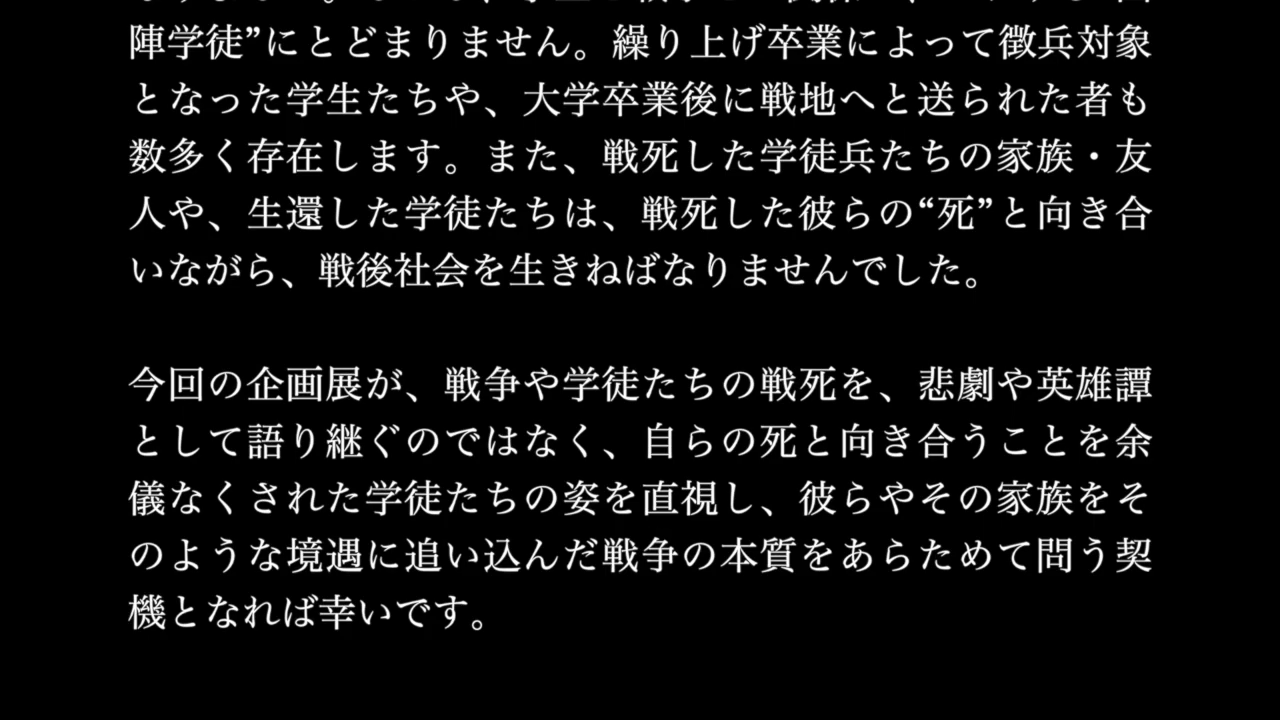 陣学徒”にとどまりません。繰り上げ卒業によって徴兵対象
となった学生たちや、大学卒業後に戦地へと送られた者も
数多く存在します。また、戦死した学徒兵たちの家族・友
人や、生還した学徒たちは、戦死した彼らの“死”と向き合
いながら、戦後社会を生きねばなりませんでした。
今回の企画展が、戦争や学徒たちの戦死を、悲劇や英雄譚
として語り継ぐのではなく、自らの死と向き合うことを余
儀なくされた学徒たちの姿を直視し、彼らやその家族をそ
のような境遇に追い込んだ戦争の本質をあらためて問う契
機となれば幸いです。